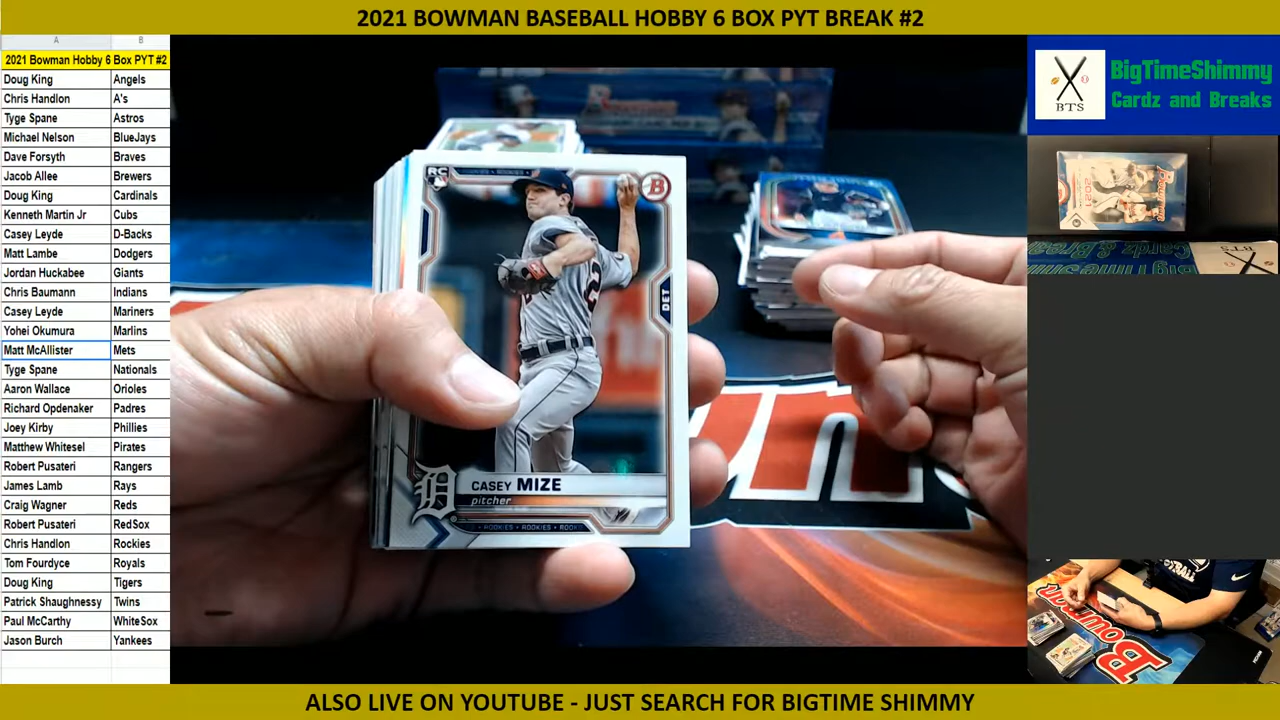 2021 BOWMAN BASEBALL HOBBY 6 BOX PYT BREAK #2
A B
2021 Bowman Hobby 6 Box PYT #2
Doug King Angels
Chris Handlon A's
Tyge Spane Astros
Michael Nelson BlueJays
Dave Forsyth Braves
Jacob Allee Brewers
Doug King Cardinals
Kenneth Martin Jr Cubs
Casey Leyde D-Backs
Matt Lambe Dodgers
Jordan Huckabee Giants
Chris Baumann Indians
Casey Leyde Mariners
Yohei Okumura Marlins
Matt McAllister Mets
Tyge Spane Nationals
Aaron Wallace Orioles
Richard Opdenaker Padres
Joey Kirby Phillies
Matthew Whitesel Pirates
Robert Pusateri Rangers
James Lamb Rays
Craig Wagner Reds
Robert Pusateri RedSox
Chris Handlon Rockies
Tom Fourdyce Royals
Doug King Tigers
Patrick Shaughnessy Twins
Paul McCarthy WhiteSox
Jason Burch Yankees
RC
B
2
DET
D
CASEY MIZE
pitcher
ROOKIES · ROOKIES
BTS
BigTimeShimmy
Cardz and Breaks
Bowman
2021
BTS
Bowman
ALSO LIVE ON YOUTUBE - JUST SEARCH FOR BIGTIME SHIMMY